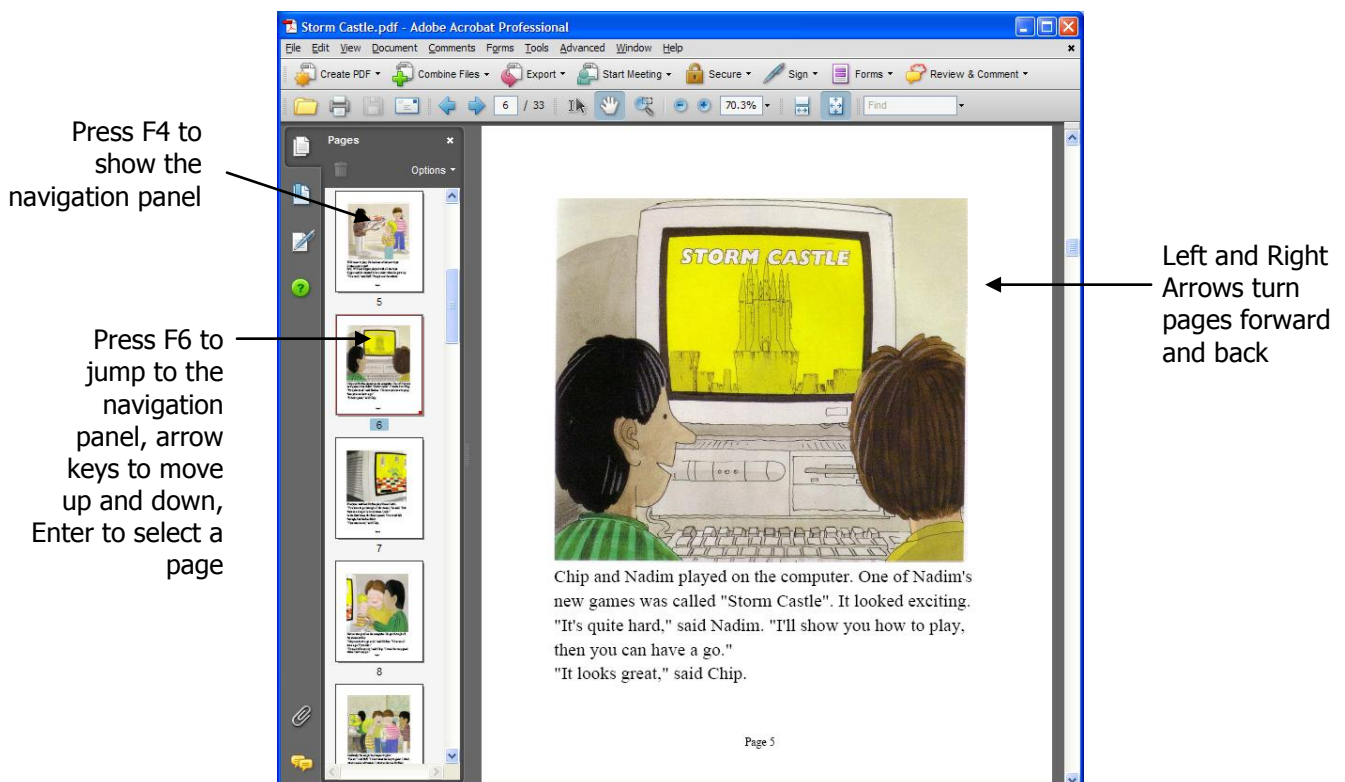 Storm Castle.pdf - Adobe Acrobat Professional
File Edit View Document Comments Forms Tools Advanced Window Help
Create PDF Combine Files Export Start Meeting Secure Sign Forms Review & Comment
6 / 33 70.3% Find
Press F4 to
show the
navigation panel
Press F6 to
jump to the
navigation
panel, arrow
keys to move
up and down,
Enter to select a
page
Pages
Options
5
6
7
8
STORM CASTLE
Chip and Nadim played on the computer. One of Nadim's
new games was called "Storm Castle". It looked exciting.
"It's quite hard," said Nadim. "I'll show you how to play,
then you can have a go."
"It looks great," said Chip.
Page 5
Left and Right
Arrows turn
pages forward
and back